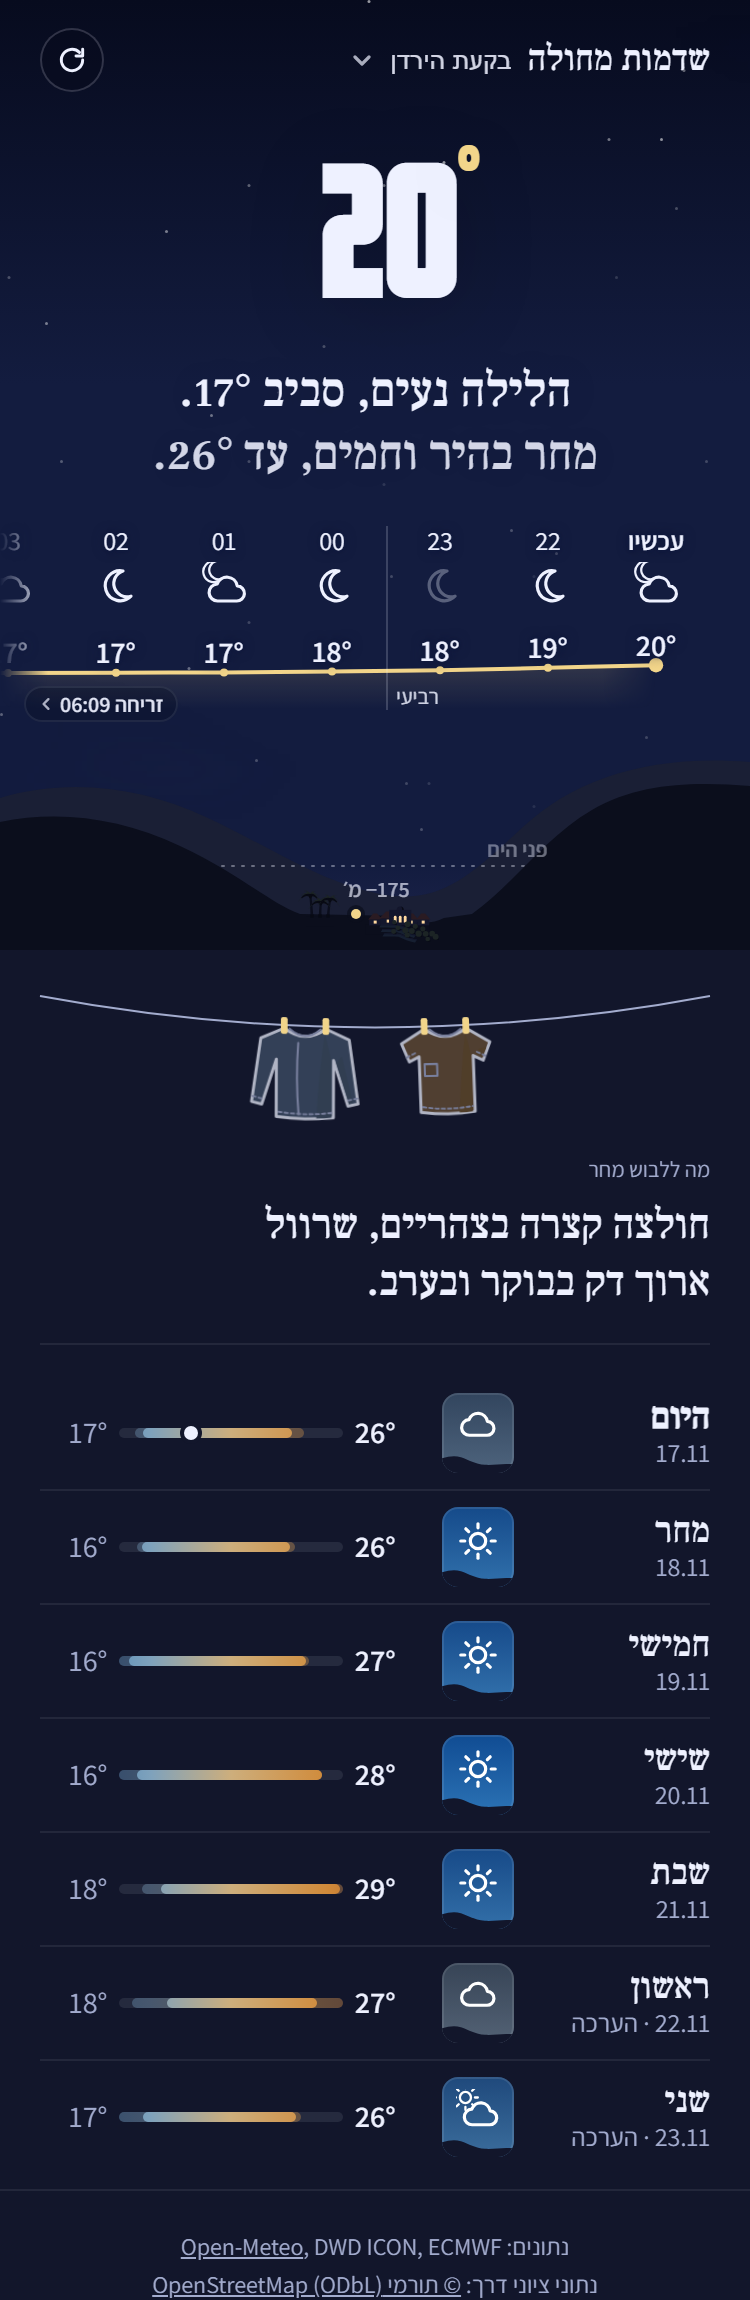 שדמות מחולה בקעת הירדן
20°
הלילה נעים, סביב 17°.
מחר בהיר וחמים, עד 26°.
עכשיו 22 23 00 01 02 03
20° 19° 18° 18° 17° 17° 7°
רביעי
זריחה 06:09
פני הים
−175 מ׳
מה ללבוש מחר
חולצה קצרה בצהריים, שרוול
ארוך דק בבוקר ובערב.
היום 26° 17°
17.11
מחר 26° 16°
18.11
חמישי 27° 16°
19.11
שישי 28° 16°
20.11
שבת 29° 18°
21.11
ראשון 27° 18°
22.11 · הערכה
שני 26° 17°
23.11 · הערכה
נתונים: Open-Meteo, DWD ICON, ECMWF
נתוני ציוני דרך: © תורמי OpenStreetMap (ODbL)